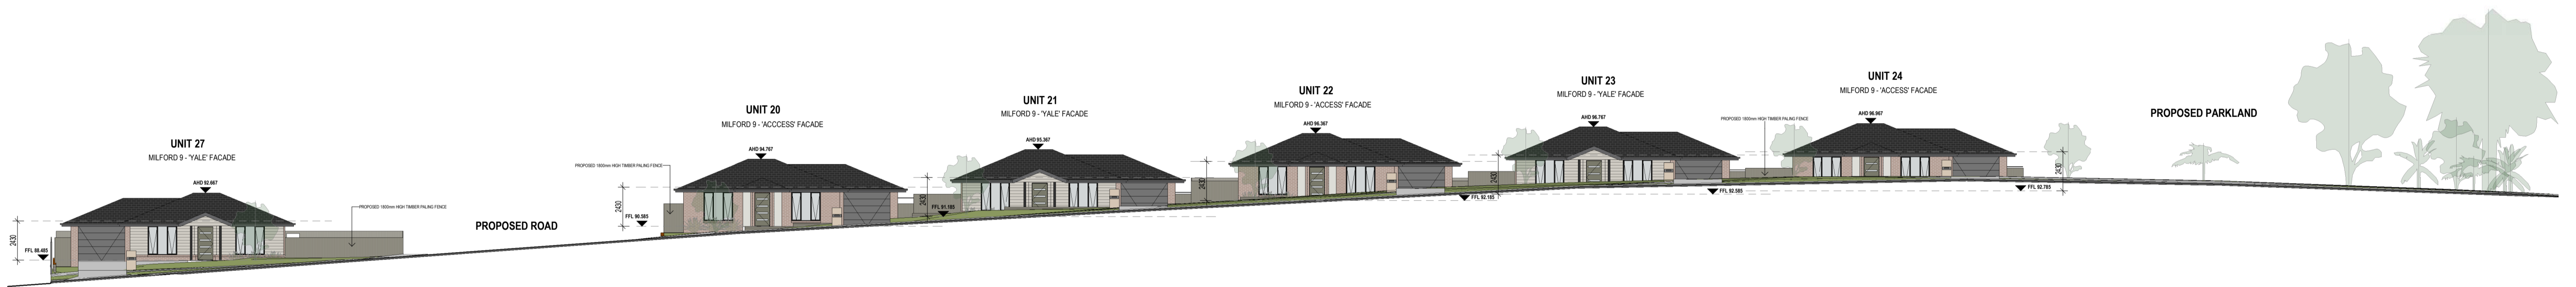 UNIT 27
MILFORD 9 - 'YALE' FACADE
AHD 92.667
PROPOSED 1800mm HIGH TIMBER PALING FENCE
2430
FFL 88.485
PROPOSED ROAD
UNIT 20
MILFORD 9 - 'ACCCESS' FACADE
AHD 94.767
PROPOSED 1800mm HIGH TIMBER PALING FENCE
2430
FFL 90.585
UNIT 21
MILFORD 9 - 'YALE' FACADE
AHD 95.367
2430
FFL 91.185
UNIT 22
MILFORD 9 - 'ACCESS' FACADE
AHD 96.367
2430
FFL 92.185
UNIT 23
MILFORD 9 - 'YALE' FACADE
AHD 96.767
2430
FFL 92.585
PROPOSED 1800mm HIGH TIMBER PALING FENCE
UNIT 24
MILFORD 9 - 'ACCESS' FACADE
AHD 96.967
2430
FFL 92.785
PROPOSED PARKLAND